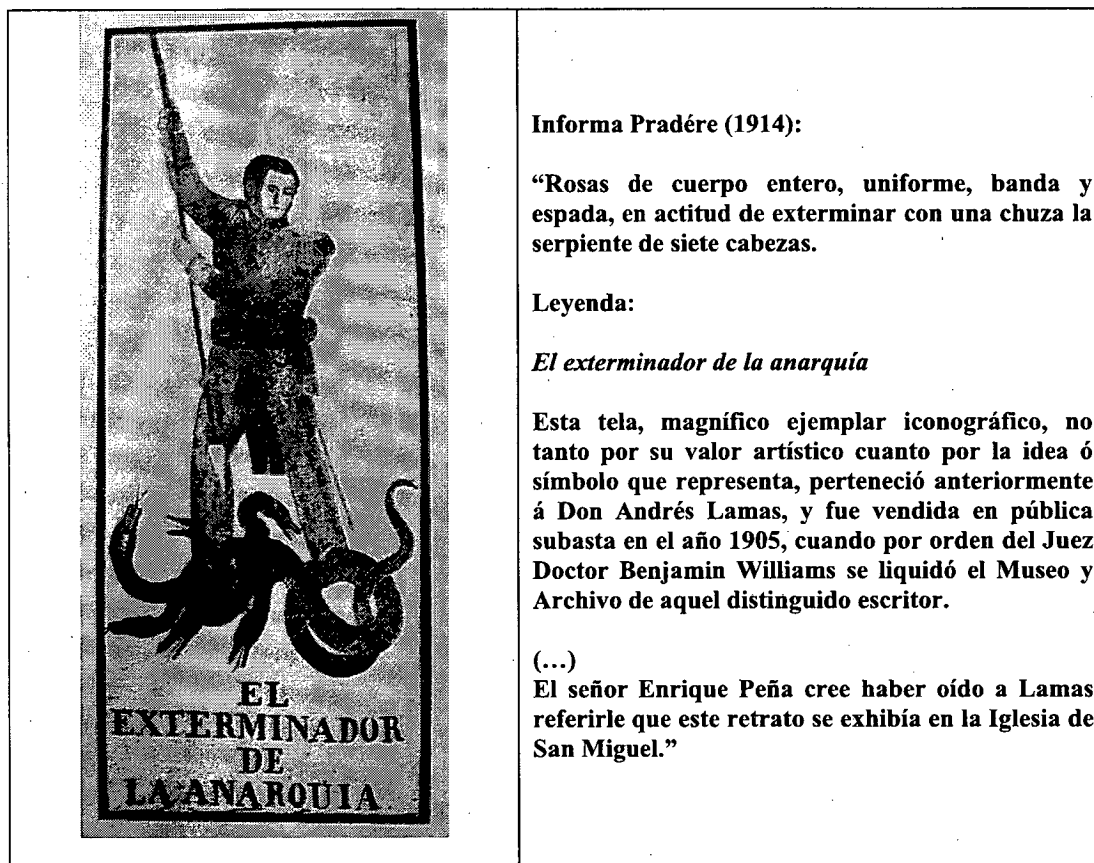 EL
EXTERMINADOR
DE
LA ANARQUIA
Informa Pradére (1914):
“Rosas de cuerpo entero, uniforme, banda y
espada, en actitud de exterminar con una chuza la
serpiente de siete cabezas.
Leyenda:
El exterminador de la anarquía
Esta tela, magnífico ejemplar iconográfico, no
tanto por su valor artístico cuanto por la idea ó
símbolo que representa, perteneció anteriormente
á Don Andrés Lamas, y fue vendida en pública
subasta en el año 1905, cuando por orden del Juez
Doctor Benjamin Williams se liquidó el Museo y
Archivo de aquel distinguido escritor.
(...)
El señor Enrique Peña cree haber oído a Lamas
referirle que este retrato se exhibía en la Iglesia de
San Miguel.”